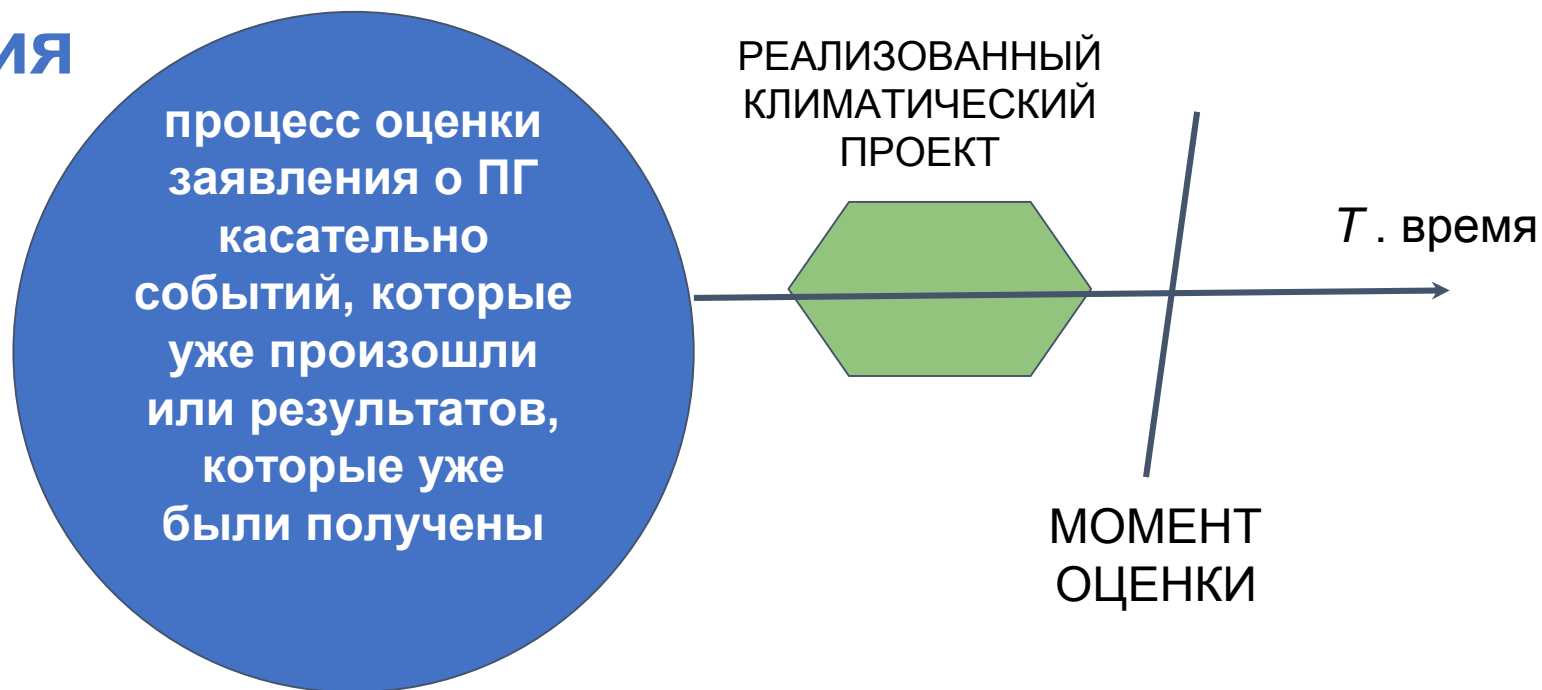 ия
процесс оценки
заявления о ПГ
касательно
событий, которые
уже произошли
или результатов,
которые уже
были получены
РЕАЛИЗОВАННЫЙ
КЛИМАТИЧЕСКИЙ
ПРОЕКТ
T . время
МОМЕНТ
ОЦЕНКИ